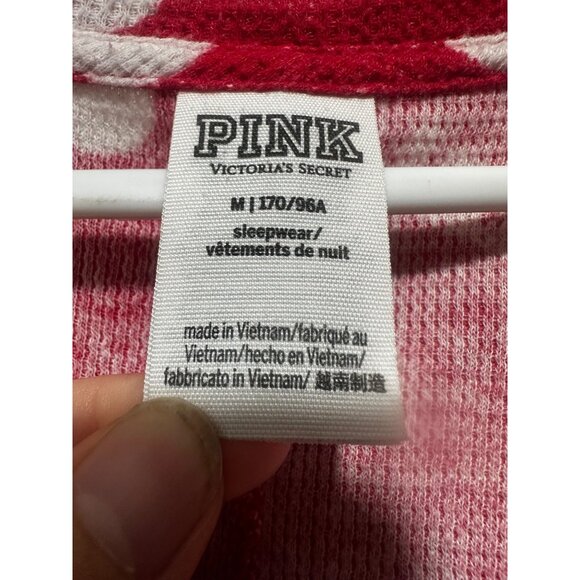 PINK
VICTORIA'S SECRET
M | 170/96A
sleepwear/
vêtements de nuit
made in Vietnam/fabriqué au
Vietnam/hecho en Vietnam/
fabbricato in Vietnam/ 越南制造